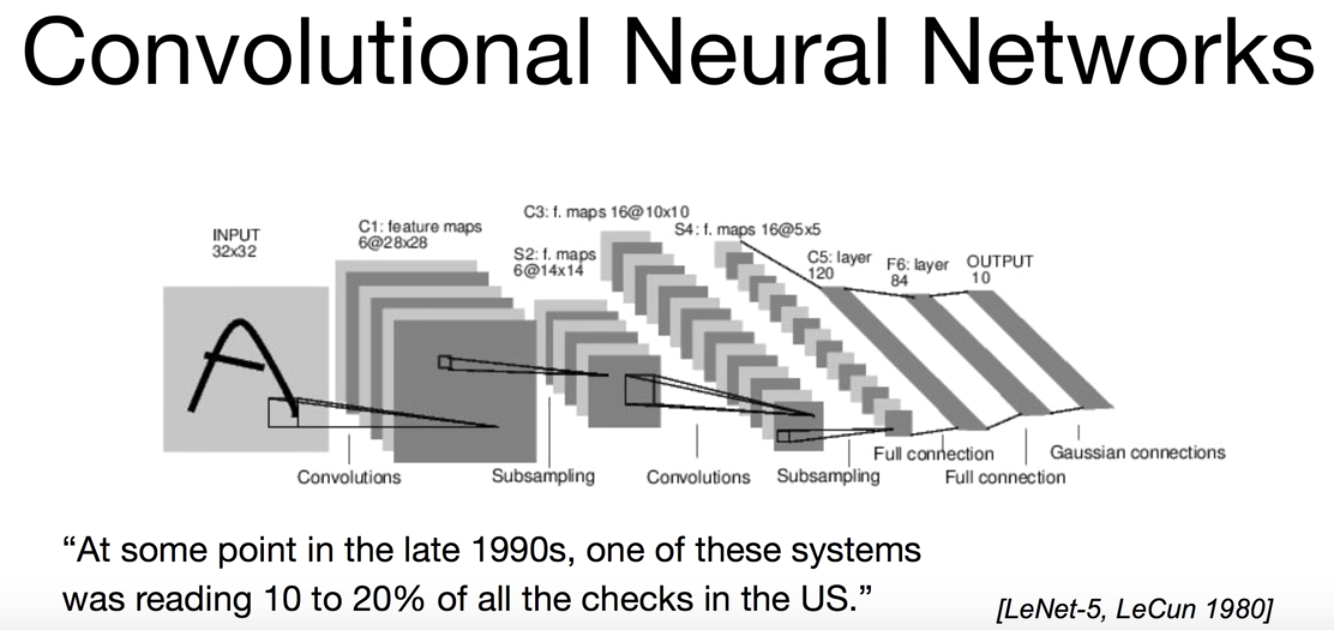 Convolutional Neural Networks
INPUT
32x32
C1: feature maps
6@28x28
S2: f. maps
6@14x14
C3: f. maps 16@10x10
S4: f. maps 16@5x5
C5: layer
120
F6: layer
84
OUTPUT
10
Convolutions
Subsampling
Convolutions
Subsampling
Full connection
Full connection
Gaussian connections
“At some point in the late 1990s, one of these systems
was reading 10 to 20% of all the checks in the US.”
[LeNet-5, LeCun 1980]